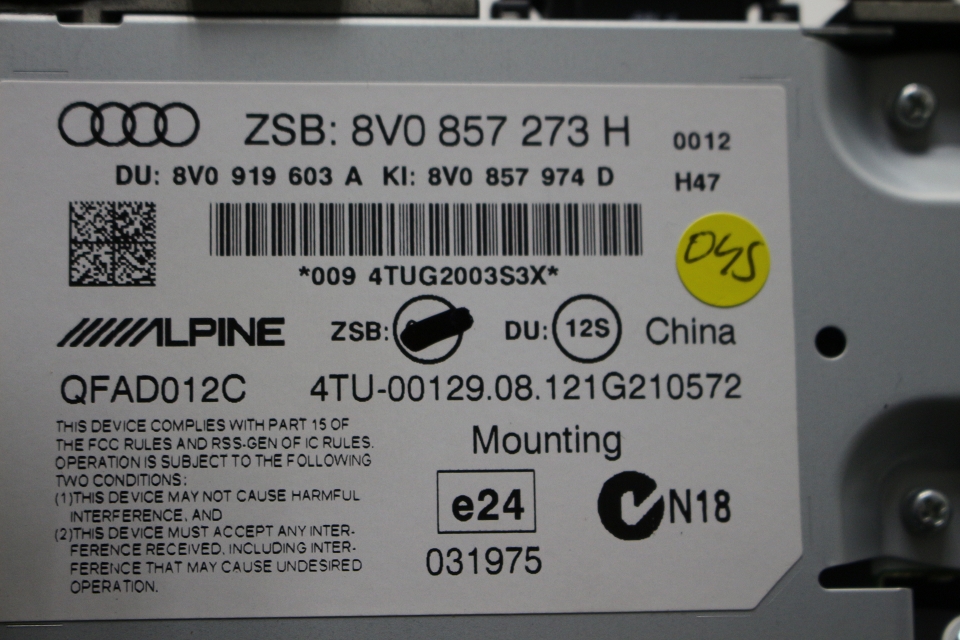 ZSB: 8V0 857 273 H 0012
DU: 8V0 919 603 A KI: 8V0 857 974 D H47
*009 4TUG2003S3X*
04S
ALPINE ZSB: DU: 12S China
QFAD012C 4TU-00129.08.121G210572
THIS DEVICE COMPLIES WITH PART 15 OF
THE FCC RULES AND RSS-GEN OF IC RULES.
OPERATION IS SUBJECT TO THE FOLLOWING
TWO CONDITIONS:
(1)THIS DEVICE MAY NOT CAUSE HARMFUL
INTERFERENCE, AND
(2)THIS DEVICE MUST ACCEPT ANY INTER-
FERENCE RECEIVED, INCLUDING INTER-
FERENCE THAT MAY CAUSE UNDESIRED
OPERATION.
Mounting
e24 N18
031975